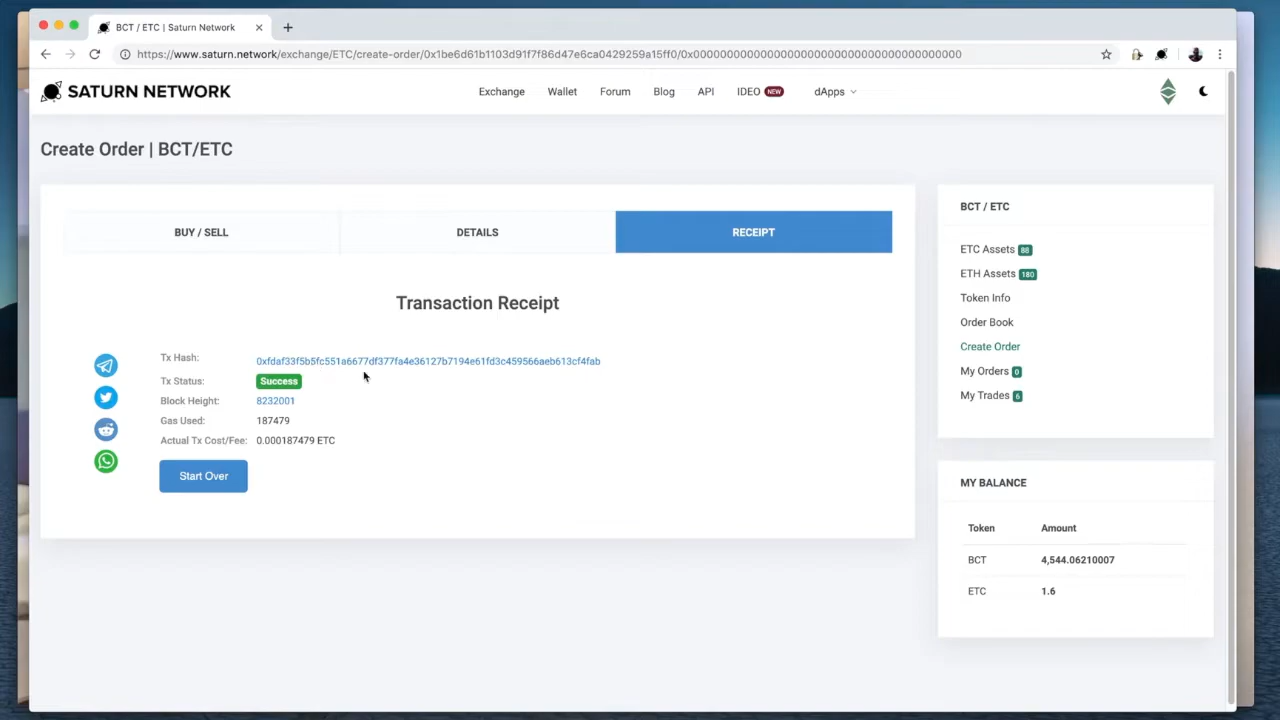 BCT / ETC | Saturn Network
https://www.saturn.network/exchange/ETC/create-order/0x1be6d61b1103d91f7f86d47e6ca0429259a15ff0/0x0000000000000000000000000000000000000000
SATURN NETWORK
Exchange Wallet Forum Blog API IDEO NEW dApps
Create Order | BCT/ETC
BUY / SELL DETAILS RECEIPT
Transaction Receipt
Tx Hash: 0xfdaf33f5b5fc551a6677df377fa4e36127b7194e61fd3c459566aeb613cf4fab
Tx Status: Success
Block Height: 8232001
Gas Used: 187479
Actual Tx Cost/Fee: 0.000187479 ETC
Start Over
BCT / ETC
ETC Assets 88
ETH Assets 180
Token Info
Order Book
Create Order
My Orders 0
My Trades 6
MY BALANCE
Token Amount
BCT 4,544.06210007
ETC 1.6